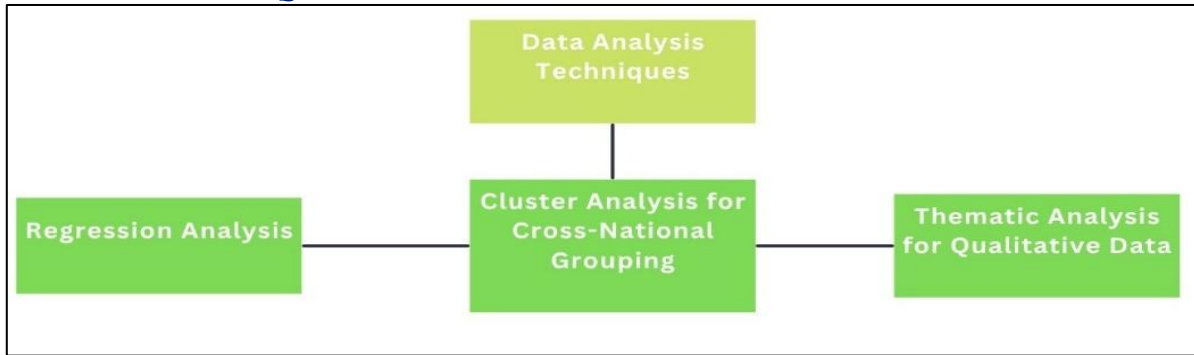 Data Analysis
Techniques
Regression Analysis
Cluster Analysis for
Cross-National
Grouping
Thematic Analysis
for Qualitative Data